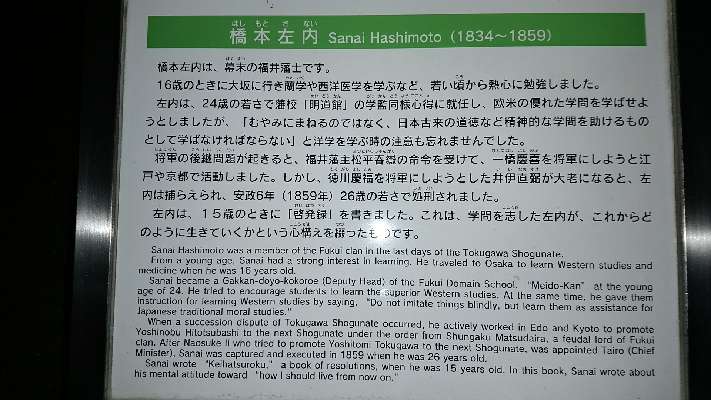 橋本左内 Sanai Hashimoto (1834～1859)
橋本左内は、幕末の福井藩士です。
16歳のときに大坂に行き蘭学や西洋医学を学ぶなど、若い頃から熱心に勉強しました。
左内は、24歳の若さで藩校「明道館」の学監同様心得に就任し、欧米の優れた学問を学ばせよ
うとしましたが、「むやみにまねるのではなく、日本古来の道徳など精神的な学問を助けるもの
として学ばなければならない」と洋学を学ぶ時の注意も忘れませんでした。
将軍の後継問題が起きると、福井藩主松平春嶽の命令を受けて、一橋慶喜を将軍にしようと江
戸や京都で活動しました。しかし、徳川慶福を将軍にしようとした井伊直弼が大老になると、左
内は捕らえられ、安政6年（1859年）26歳の若さで処刑されました。
左内は、１５歳のときに「啓発録」を書きました。これは、学問を志した左内が、これからど
のように生きていくかという心構えを綴ったものです。
Sanai Hashimoto was a member of the Fukui clan in the last days of the Tokugawa Shogunate.
From a young age, Sanai had a strong interest in learning. He traveled to Osaka to learn Western studies and
medicine when he was 16 years old.
Sanai became a Gakkan-doyo-kokoroe (Deputy Head) of the Fukui Domain School, "Meido-Kan" at the young
age of 24. He tried to encourage students to learn the superior Western studies. At the same time, he gave them
instruction for learning Western studies by saying, "Do not imitate things blindly, but learn them as assistance for
Japanese traditional moral studies."
When a succession dispute of Tokugawa Shogunate occurred, he actively worked in Edo and Kyoto to promote
Yoshinobu Hitotsubashi to the next Shogunate under the order from Shungaku Matsudaira, a feudal lord of Fukui
clan. After Naosuke II who tried to promote Yoshitomi Tokugawa to the next Shogunate, was appointed Tairo (Chief
Minister), Sanai was captured and executed in 1859 when he was 26 years old.
Sanai wrote "Keihatsuroku," a book of resolutions, when he was 15 years old. In this book, Sanai wrote about
his mental attitude toward "how I should live from now on."